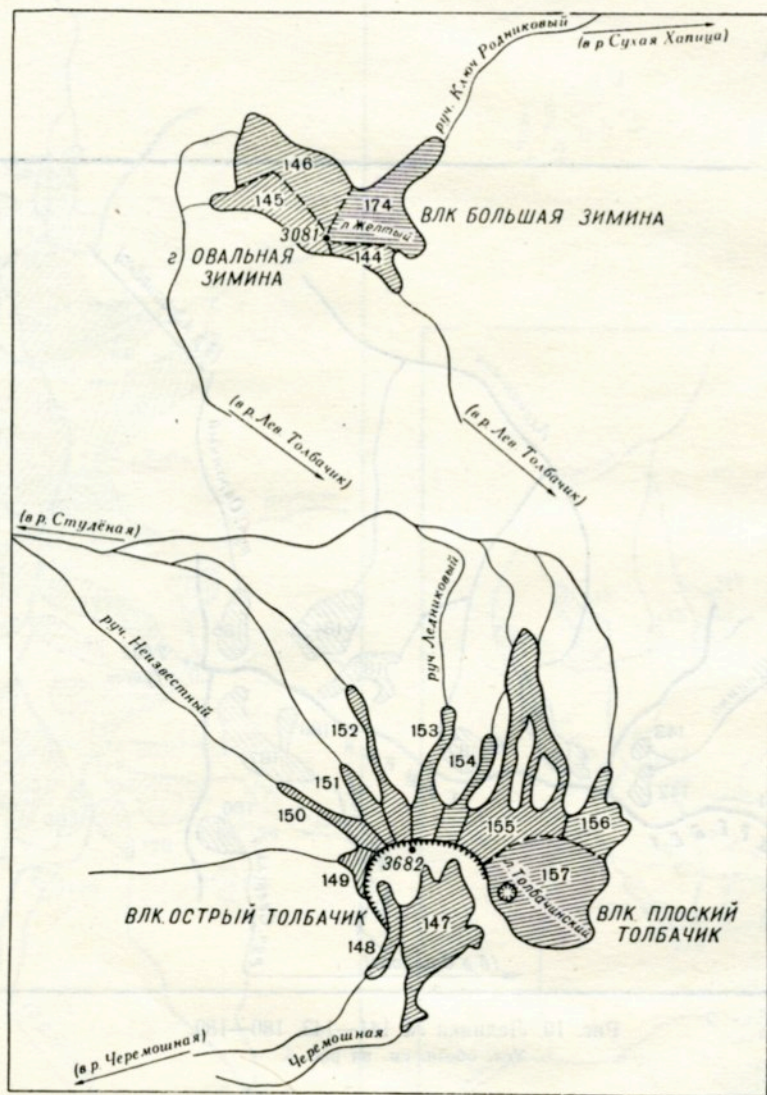 руч. Ключ Родниковый
(в р Сухая Хапица)
146
145
174
л Желтый
3081
144
ВЛК БОЛЬШАЯ ЗИМИНА
г ОВАЛЬНАЯ
ЗИМИНА
(в р. Лев Толбачик)
(в р. Лев Толбачик)
(в р. Студёная)
руч. Неизвестный
руч Ледниковый
152
153
154
151
150
155
156
149
3682
157
л. Толбачинский
147
148
ВЛК. ОСТРЫЙ ТОЛБАЧИК
ВЛК. ПЛОСКИЙ
ТОЛБАЧИК
(в р. Черемошная)
Черемошная